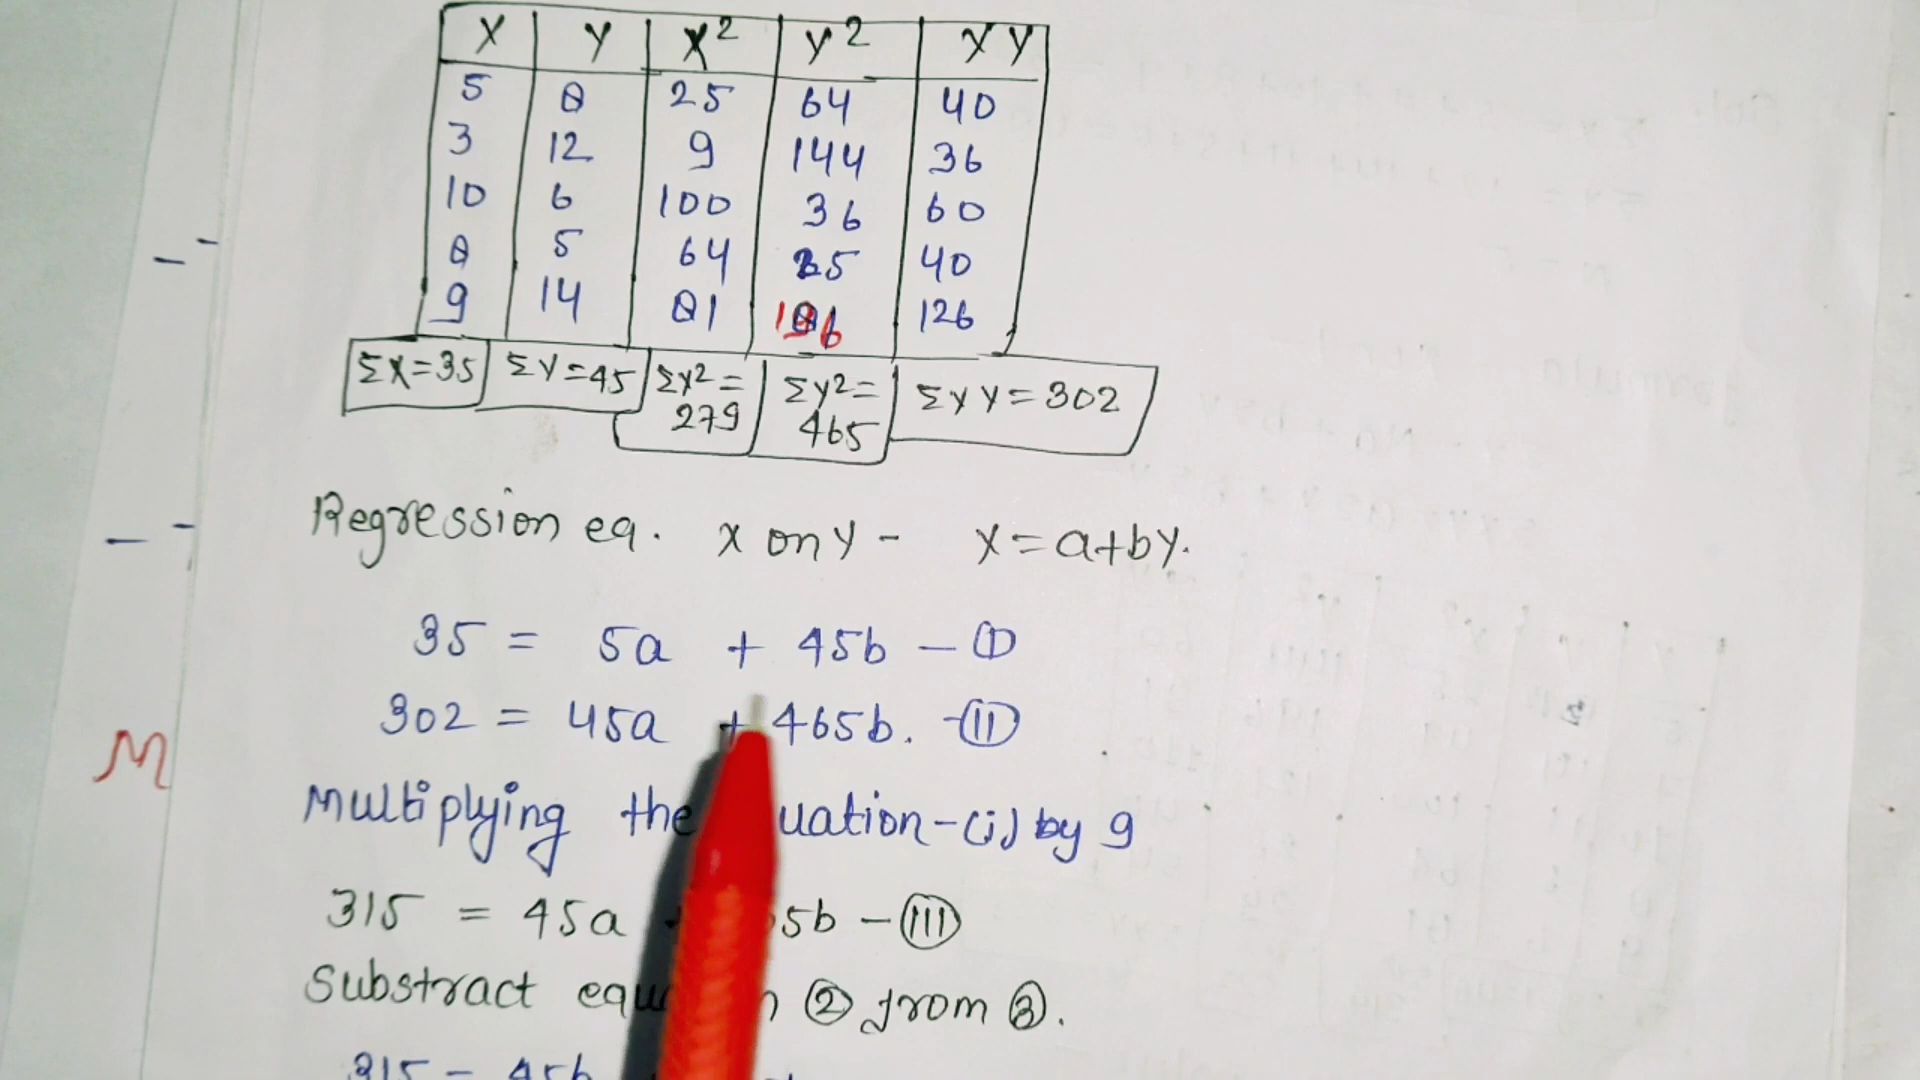 X Y X² Y² XY
5 8 25 64 40
3 12 9 144 36
10 6 100 36 60
8 5 64 25 40
9 14 81 196 126
ΣX=35 ΣY=45 ΣX²=279 ΣY²=465 ΣXY=302
Regression eq. X on Y - X=a+bY.
35 = 5a + 45b - (I)
302 = 45a + 465b. - (II)
Multiplying the uation-(i) by 9
315 = 45a 5b - (III)
Substract equ (2) from (3).